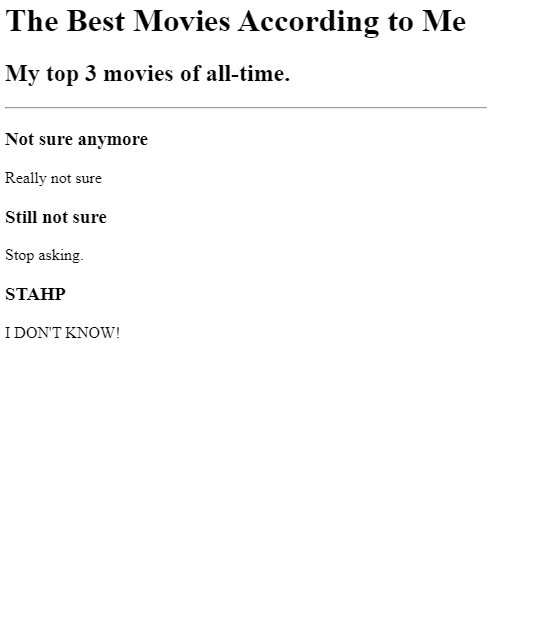 The Best Movies According to Me
My top 3 movies of all-time.
Not sure anymore
Really not sure
Still not sure
Stop asking.
STAHP
I DON'T KNOW!